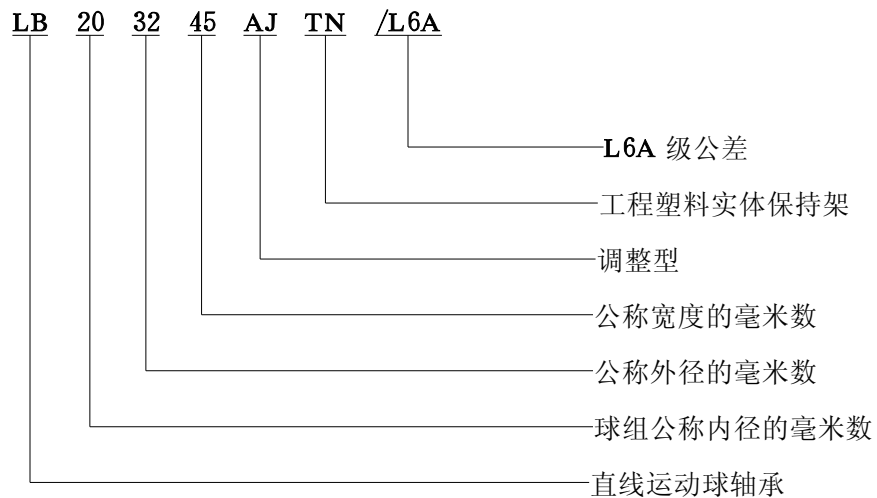 LB 20 32 45 AJ TN /L6A
L6A 级公差
工程塑料实体保持架
调整型
公称宽度的毫米数
公称外径的毫米数
球组公称内径的毫米数
直线运动球轴承